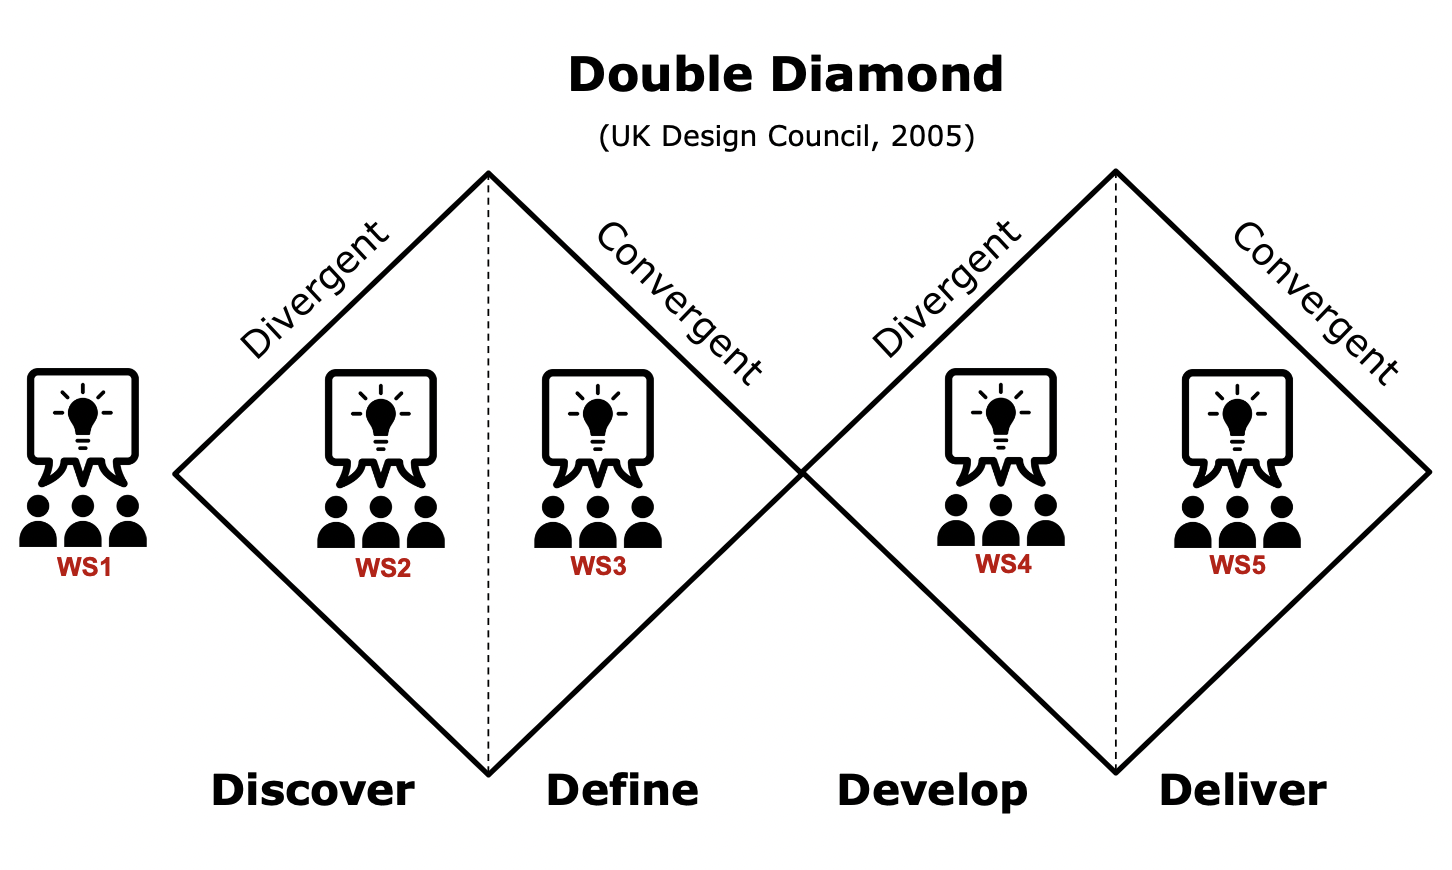 Double Diamond
(UK Design Council, 2005)
Divergent
Convergent
Divergent
Convergent
WS1
WS2
WS3
WS4
WS5
Discover
Define
Develop
Deliver